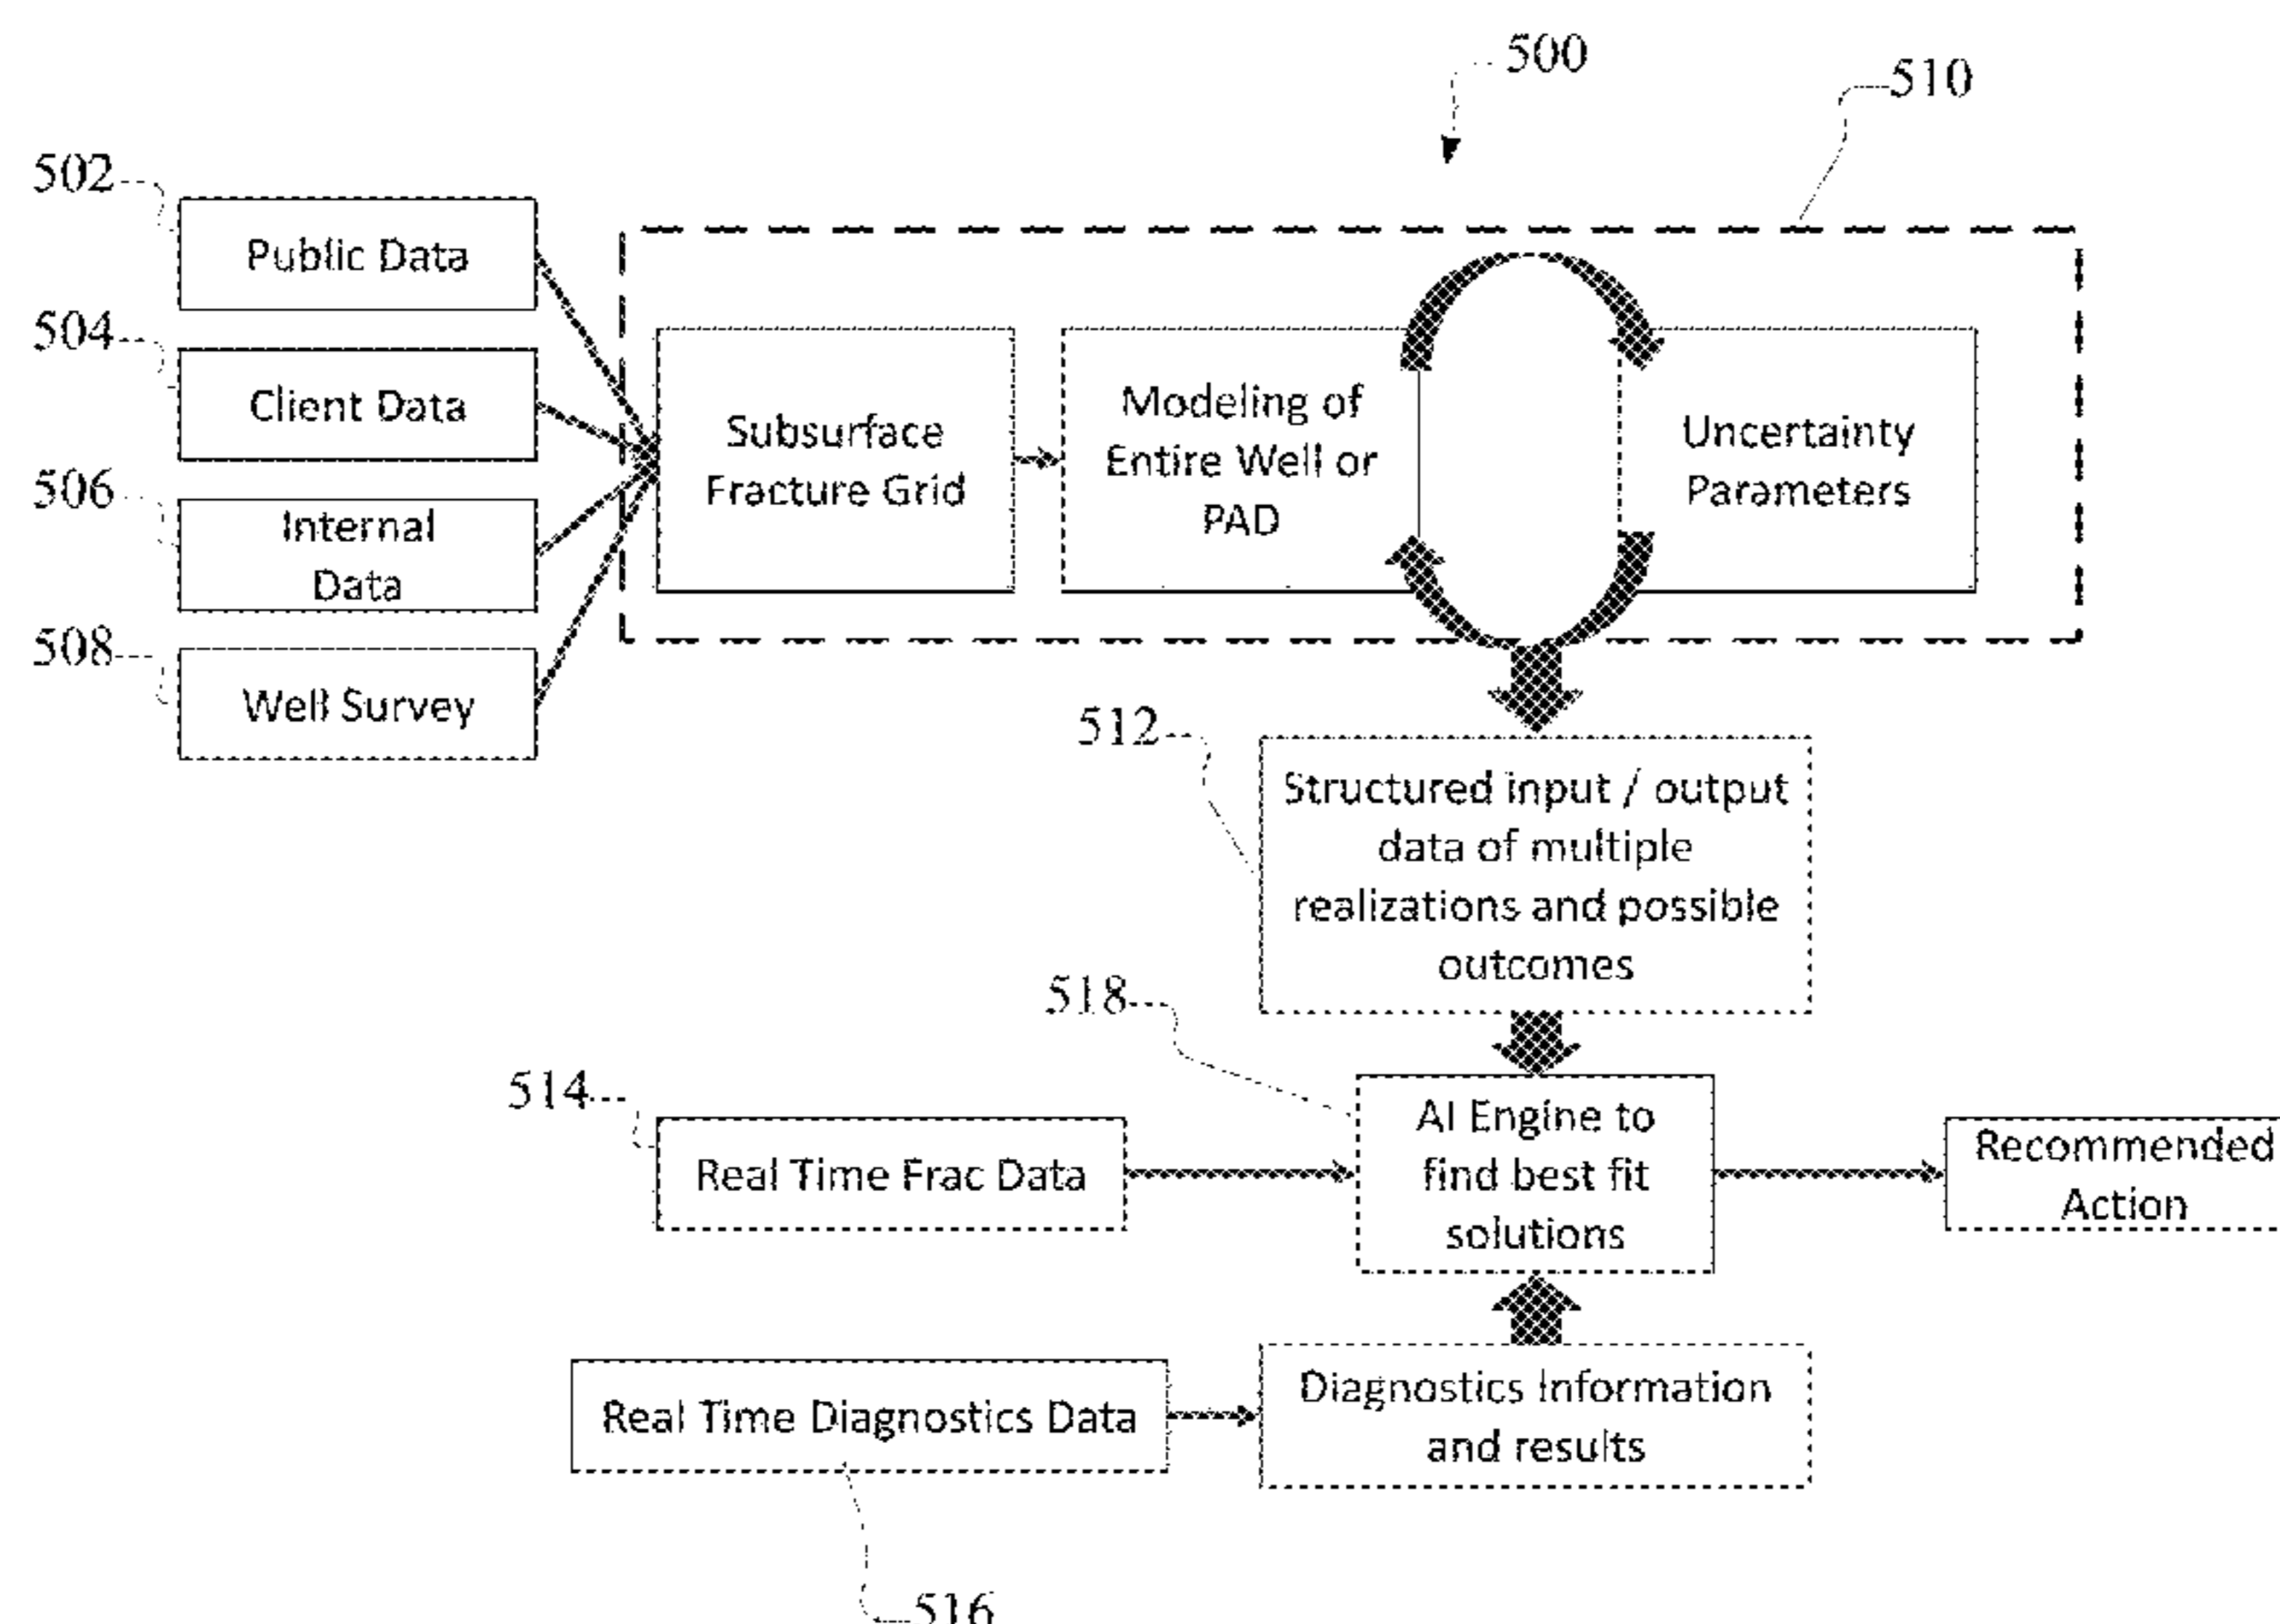 500
510
502
Public Data
504
Client Data
506
Internal
Data
508
Well Survey
Subsurface
Fracture Grid
Modeling of
Entire Well or
PAD
Uncertainty
Parameters
512
Structured input / output
data of multiple
realizations and possible
outcomes
518
AI Engine to
find best fit
solutions
514
Real Time Frac Data
Recommended
Action
Real Time Diagnostics Data
Diagnostics Information
and results
516